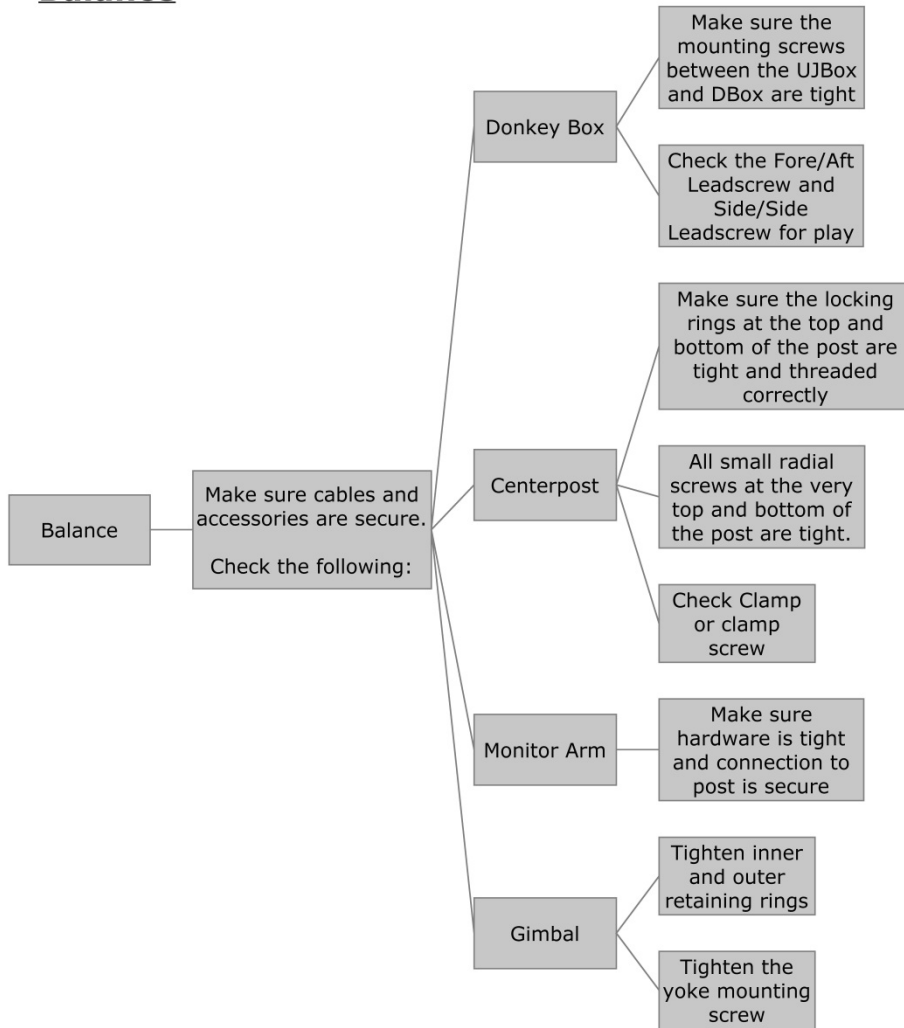 Balance
Balance
Make sure cables and
accessories are secure.
Check the following:
Donkey Box
Make sure the
mounting screws
between the UJBox
and DBox are tight
Check the Fore/Aft
Leadscrew and
Side/Side
Leadscrew for play
Centerpost
Make sure the locking
rings at the top and
bottom of the post are
tight and threaded
correctly
All small radial
screws at the very
top and bottom of
the post are tight.
Check Clamp
or clamp
screw
Monitor Arm
Make sure
hardware is tight
and connection to
post is secure
Gimbal
Tighten inner
and outer
retaining rings
Tighten the
yoke mounting
screw